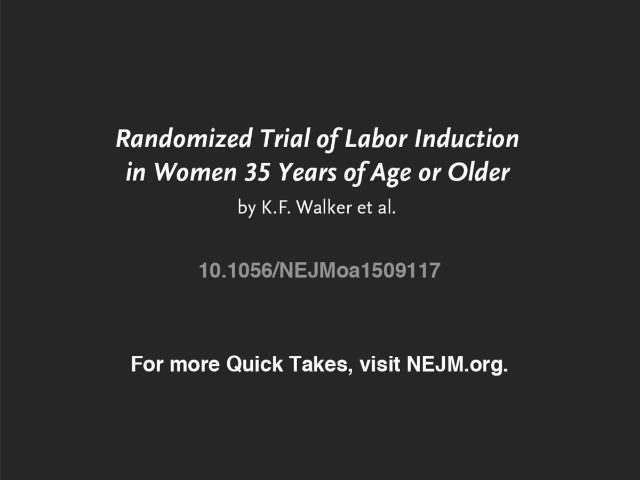 Randomized Trial of Labor Induction
in Women 35 Years of Age or Older
by K.F. Walker et al.
10.1056/NEJMoa1509117
For more Quick Takes, visit NEJM.org.